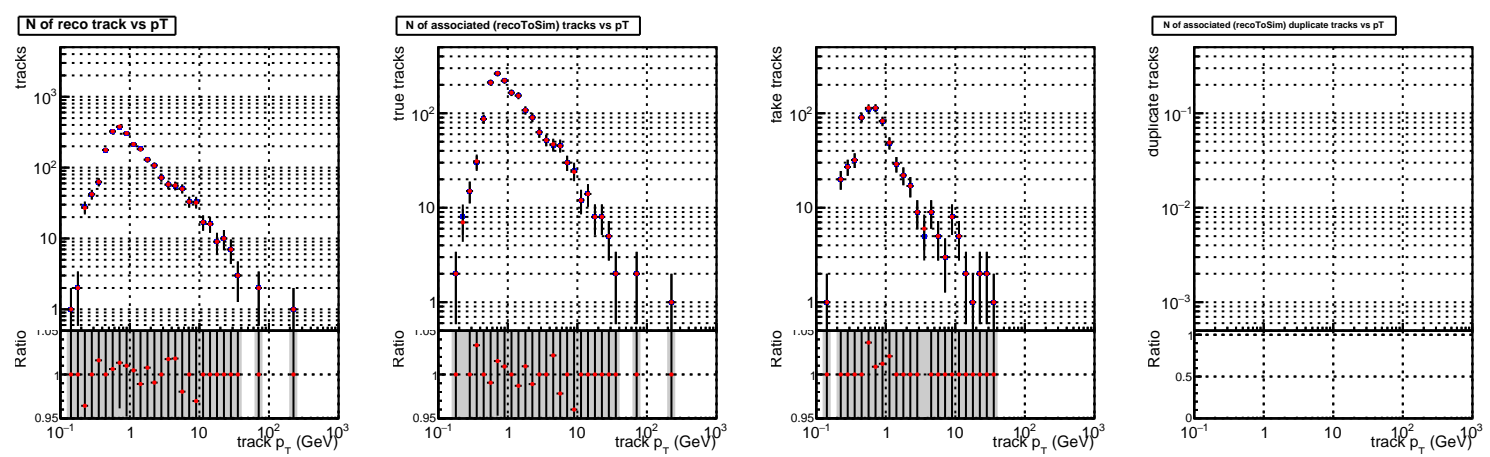 N of reco track vs pT
tracks
10³
10²
10
1
1.05
Ratio
1
0.95
10⁻¹ 1 10 10² 10³
track p_T (GeV)
N of associated (recoToSim) tracks vs pT
true tracks
10²
10
1
1.05
Ratio
1
0.95
10⁻¹ 1 10 10² 10³
track p_T (GeV)
fake tracks
10²
10
1
1.05
Ratio
1
0.95
10⁻¹ 1 10 10² 10³
track p_T (GeV)
N of associated (recoToSim) duplicate tracks vs pT
duplicate tracks
10⁻¹
10⁻²
10⁻³
Ratio
1
0.5
0
10⁻¹ 1 10 10² 10³
track p_T (GeV)